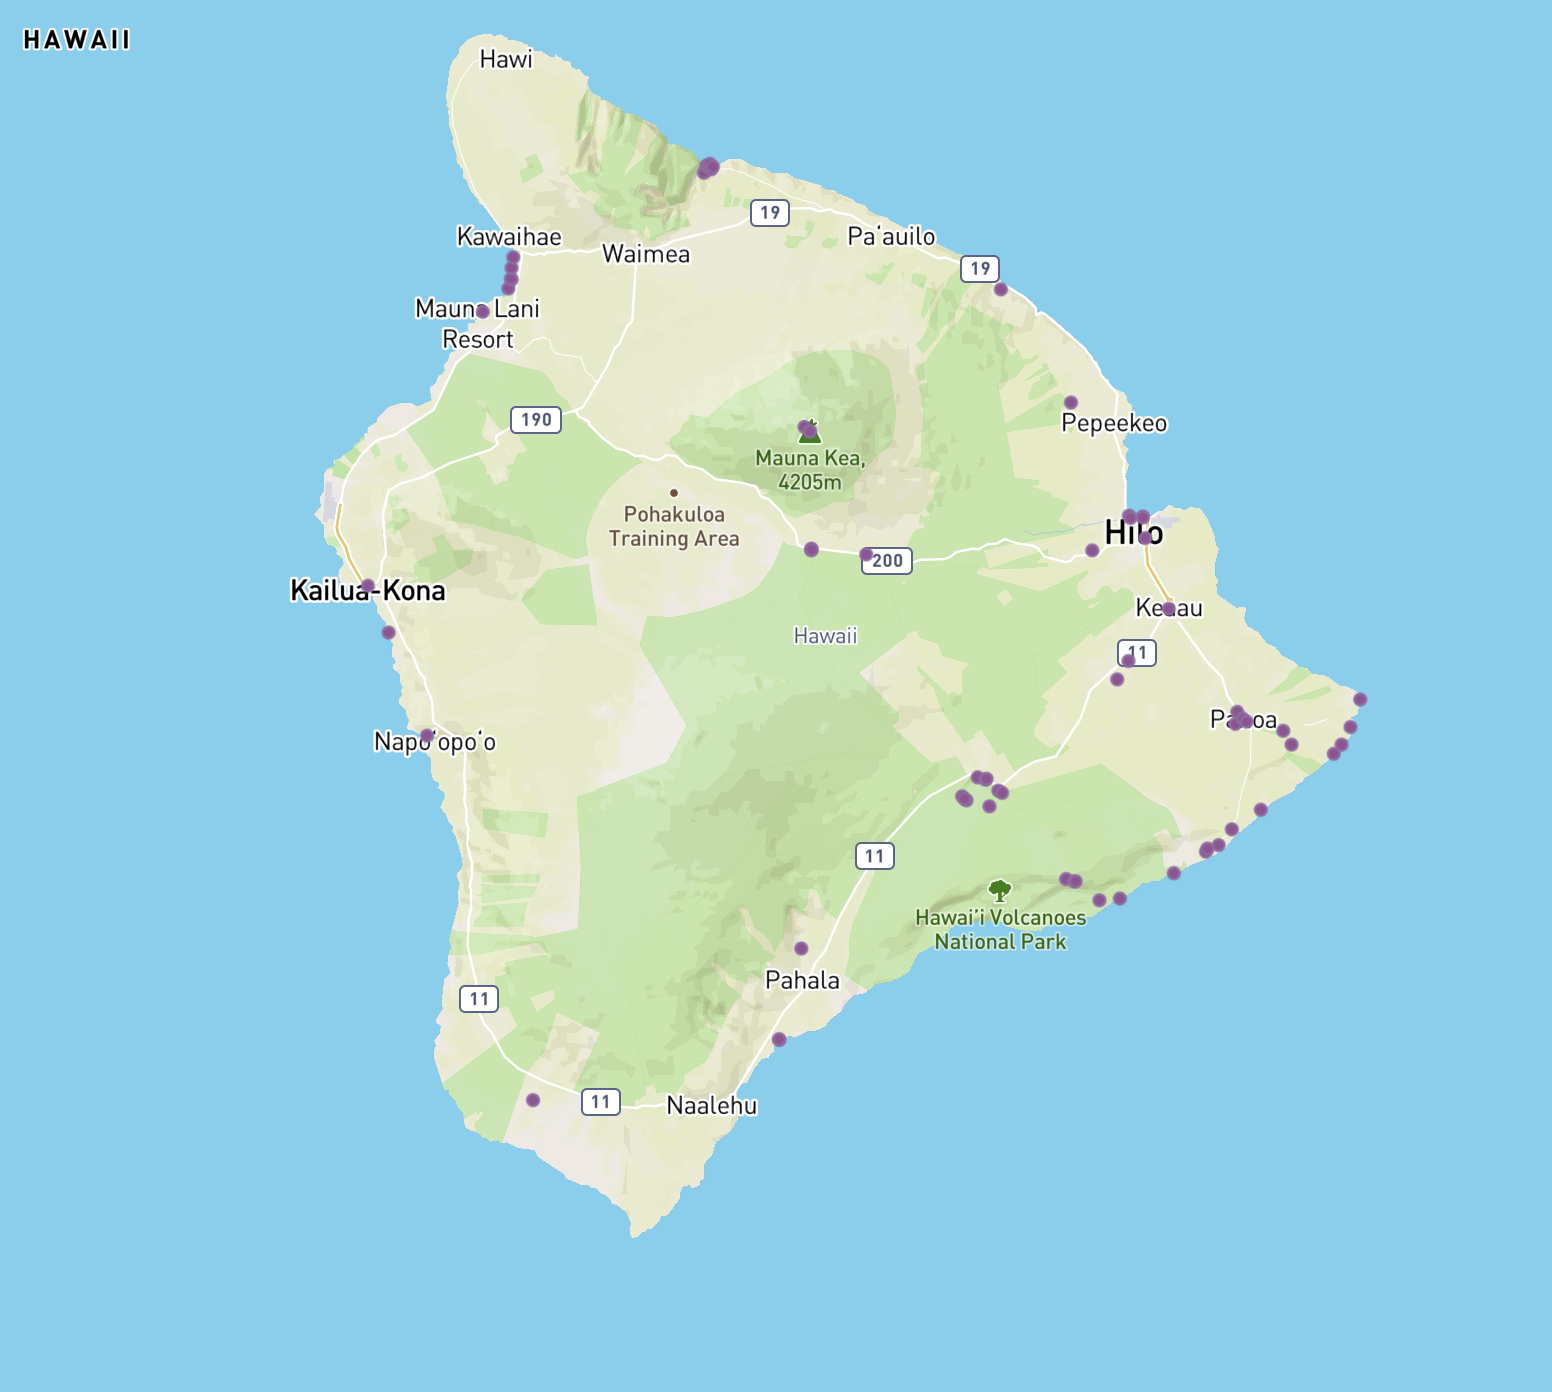 HAWAII
Hawi
19
Kawaihae
Pa‘auilo
Waimea
19
Mauna Lani
Resort
190
Pepeekeo
Mauna Kea,
4205m
Pohakuloa
Training Area
Hilo
200
Kailua-Kona
Keaau
Hawaii
11
Pahoa
Napo‘opo‘o
11
Hawai‘i Volcanoes
National Park
Pahala
11
11
Naalehu